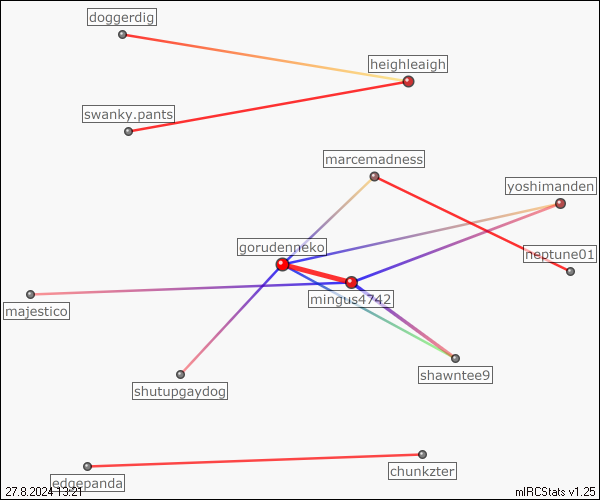 doggerdig
heighleaigh
swanky.pants
marcemadness
yoshimanden
gorudenneko
neptune01
mingus4742
majestico
shawntee9
shutupgaydog
chunkzter
edgepanda
27.8.2024 13:21
mIRCStats v1.25